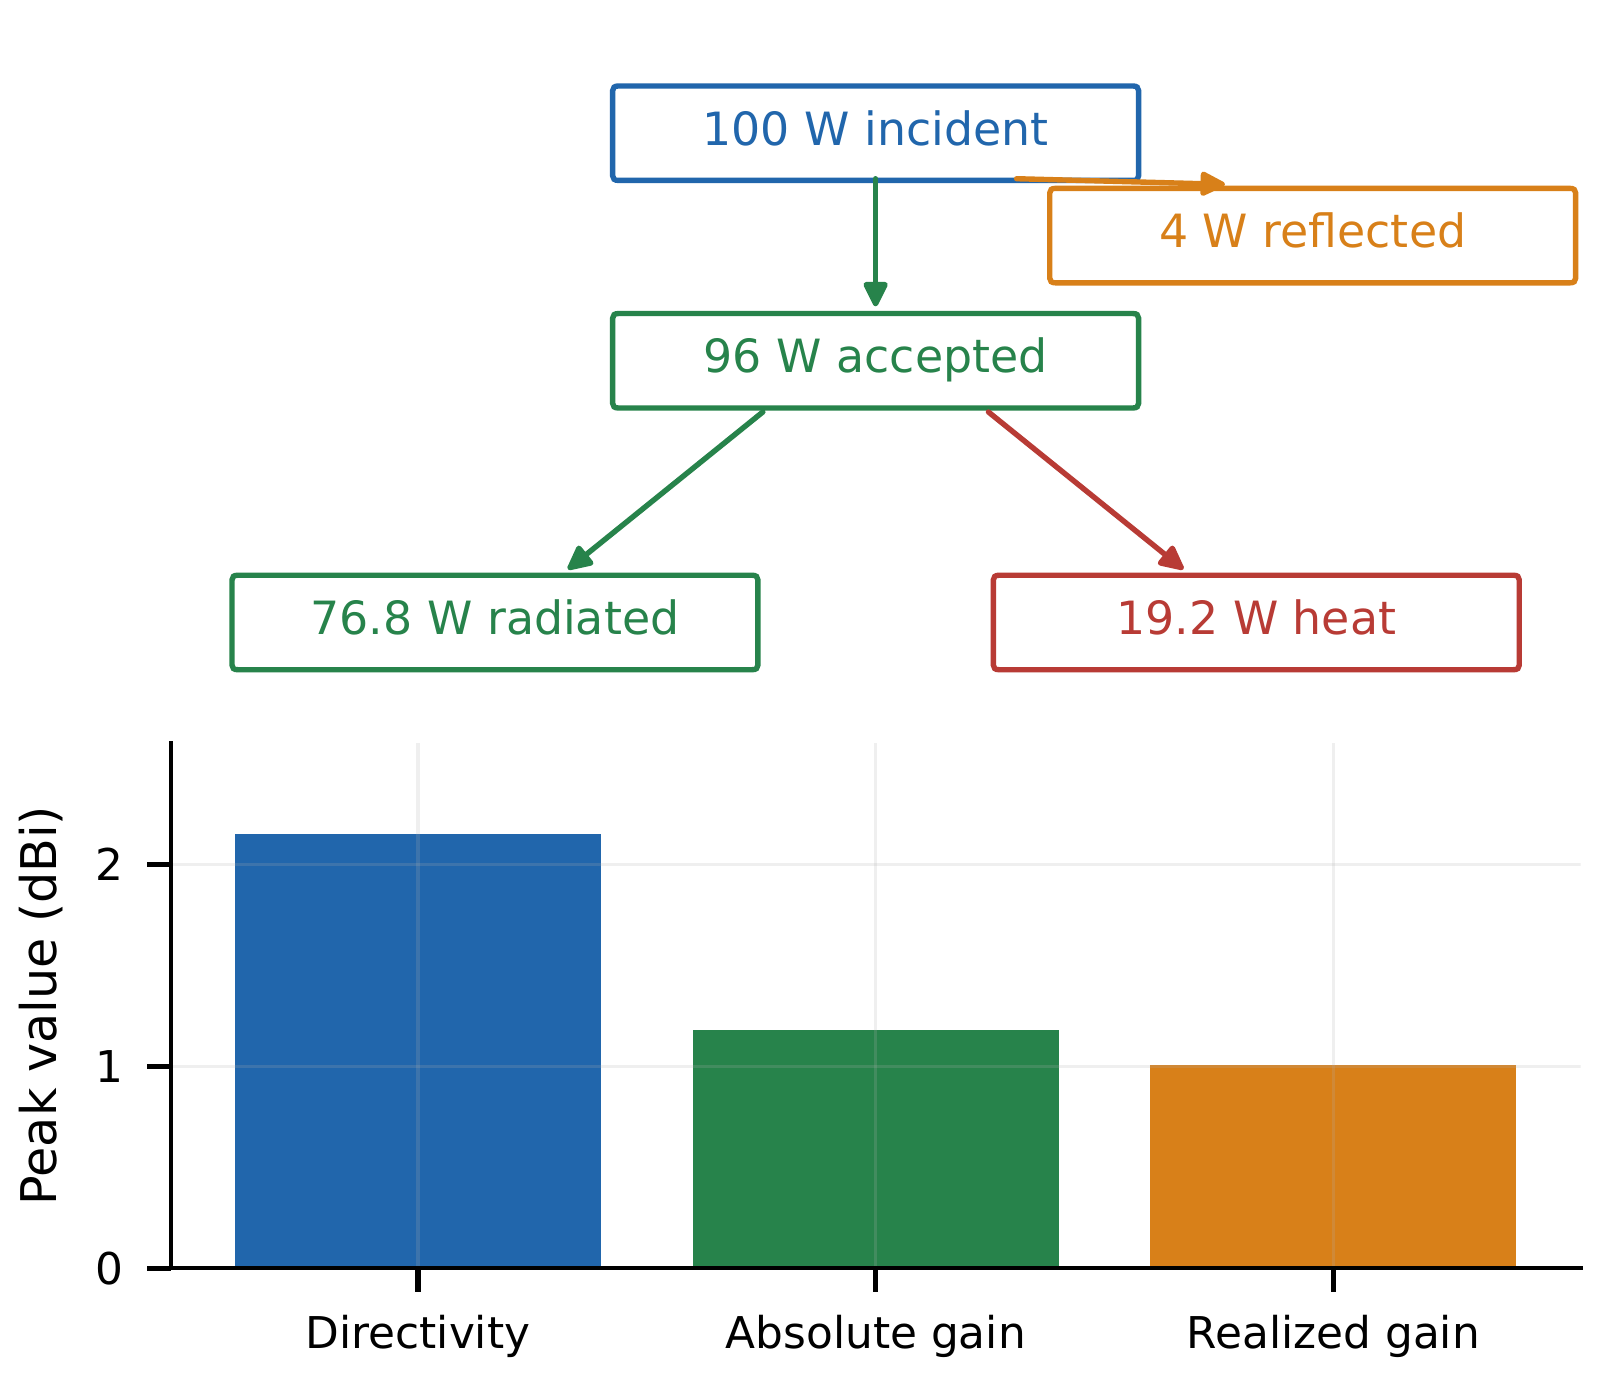 100 W incident
4 W reflected
96 W accepted
76.8 W radiated
19.2 W heat
Peak value (dBi)
2
1
0
Directivity
Absolute gain
Realized gain